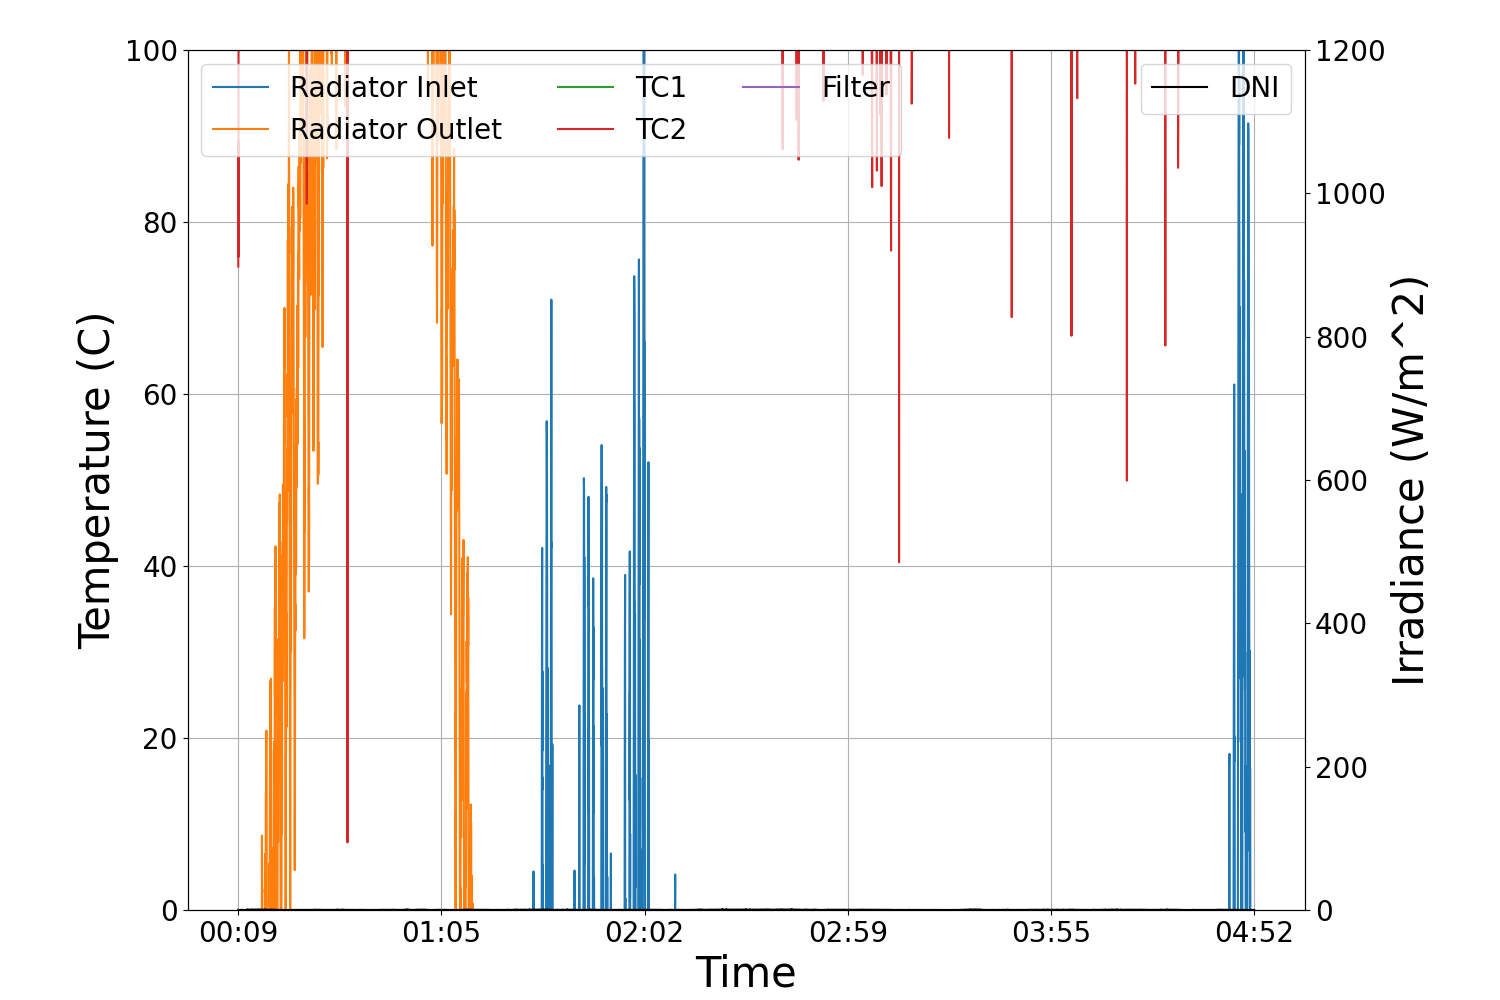 100
80
60
40
20
0
Temperature (C)
Radiator Inlet
Radiator Outlet
TC1
TC2
Filter
DNI
1200
1000
800
600
400
200
0
Irradiance (W/m^2)
00:09 01:05 02:02 02:59 03:55 04:52
Time